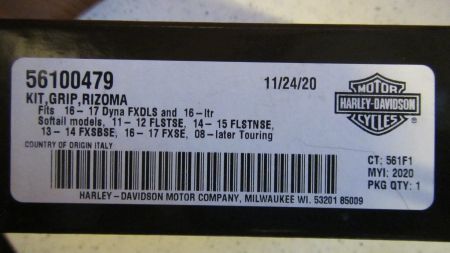 56100479 11/24/20
KIT,GRIP,RIZOMA
Fits 16-17 Dyna FXDLS and 16-ltr
Softail models, 11-12 FLSTSE, 14-15 FLSTNSE,
13-14 FXSBSE, 16-17 FXSE, 08-later Touring
COUNTRY OF ORIGIN ITALY
MOTOR
HARLEY-DAVIDSON
CYCLES
®
CT: 561F1
MYI: 2020
PKG QTY: 1
HARLEY-DAVIDSON MOTOR COMPANY, MILWAUKEE WI. 53201 85009